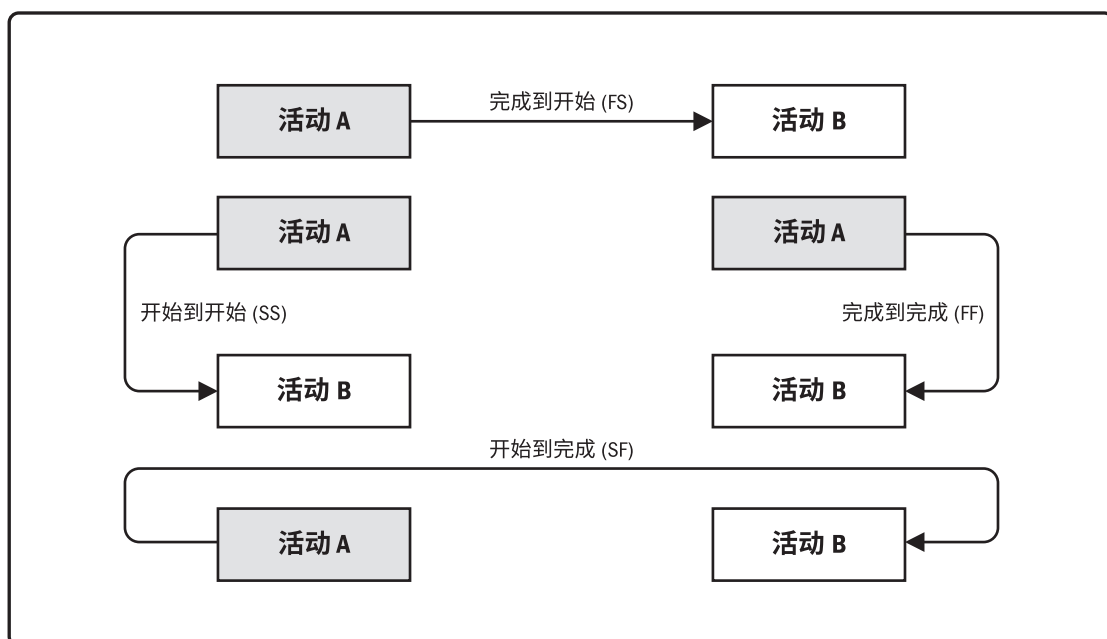 活动 A
完成到开始 (FS)
活动 B
活动 A
活动 A
开始到开始 (SS)
完成到完成 (FF)
活动 B
活动 B
开始到完成 (SF)
活动 A
活动 B